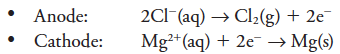 • Anode: 2Cl⁻(aq) → Cl₂(g) + 2e⁻
• Cathode: Mg²⁺(aq) + 2e⁻ → Mg(s)